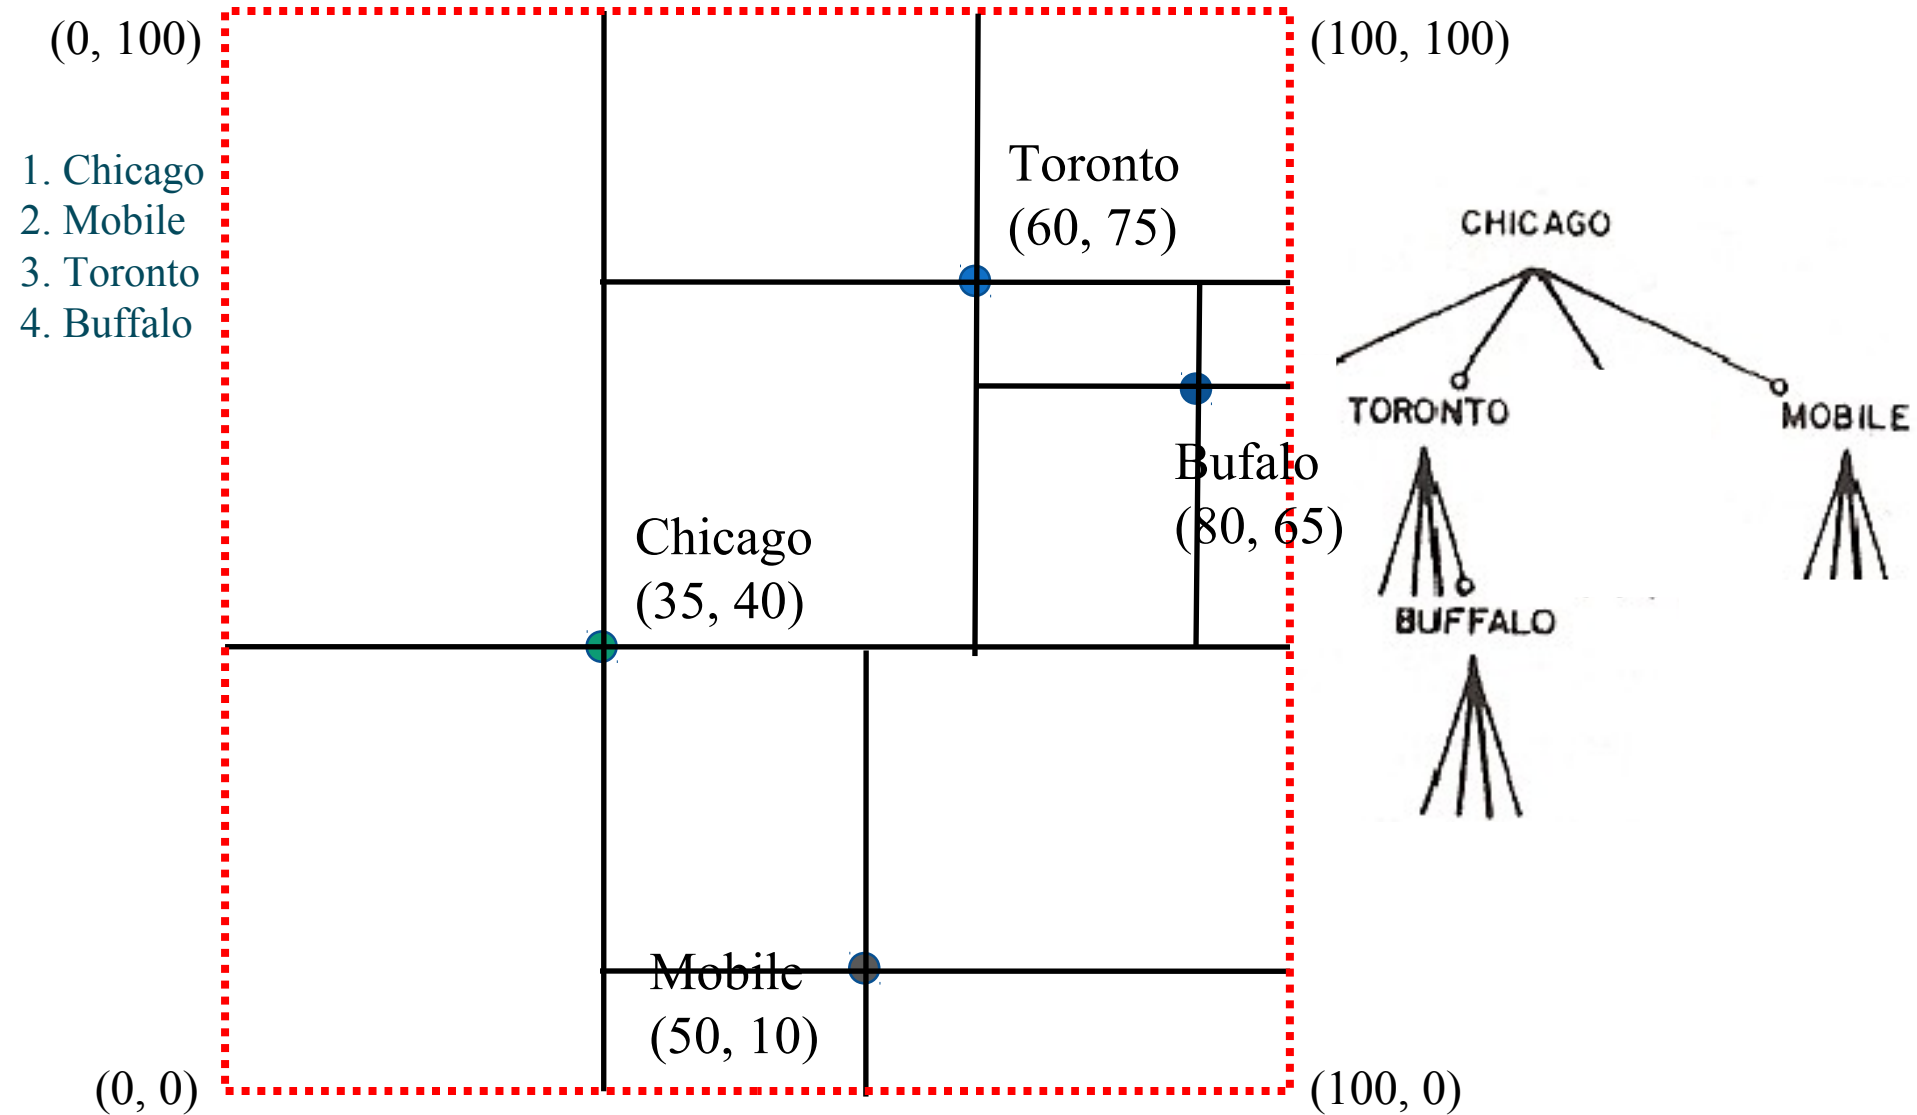 (0, 100)
(100, 100)
1. Chicago
2. Mobile
3. Toronto
4. Buffalo
Toronto
(60, 75)
Bufalo
(80, 65)
Chicago
(35, 40)
Mobile
(50, 10)
(0, 0)
(100, 0)
CHICAGO
TORONTO
MOBILE
BUFFALO